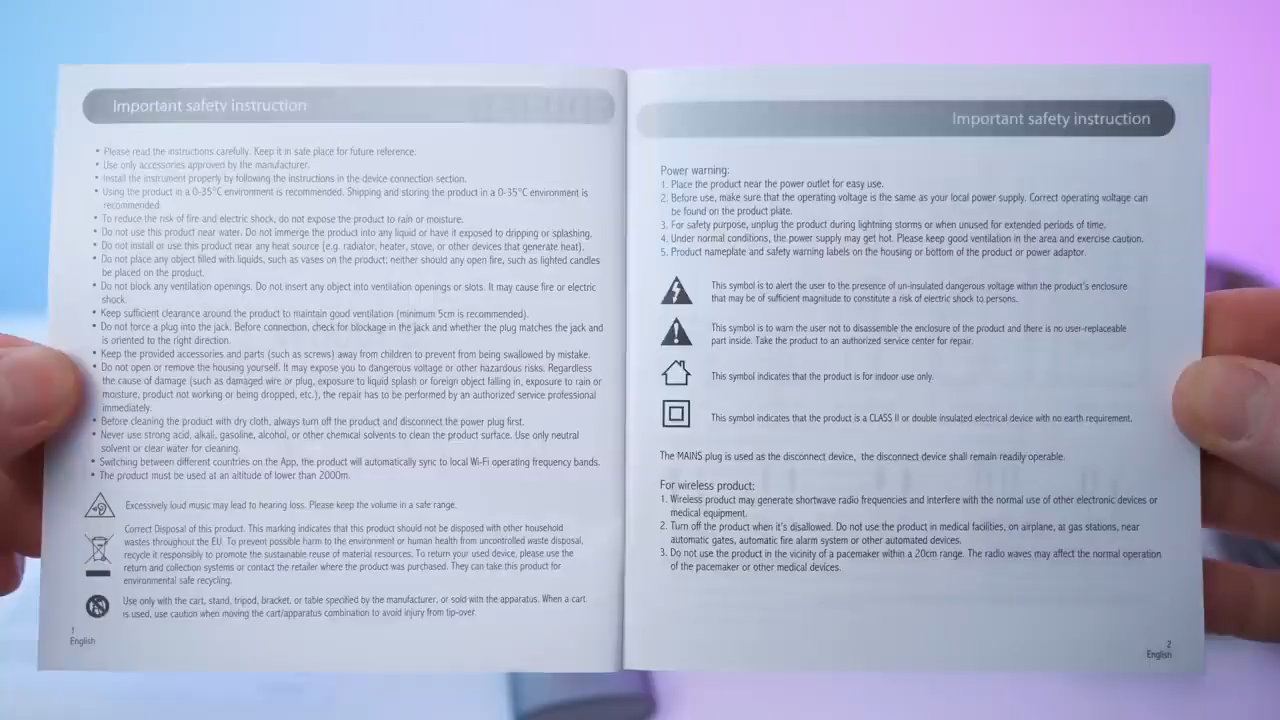 Important safety instruction
• Please read the instructions carefully. Keep it in safe place for future reference.
• Use only accessories approved by the manufacturer.
• Install the instrument properly by following the instructions in the device connection section.
• Using the product in a 0-35°C environment is recommended. Shipping and storing the product in a 0-35°C environment is
recommended.
• To reduce the risk of fire and electric shock, do not expose the product to rain or moisture.
• Do not use this product near water. Do not immerge the product into any liquid or have it exposed to dripping or splashing.
• Do not install or use this product near any heat source (e.g. radiator, heater, stove, or other devices that generate heat).
• Do not place any object filled with liquids, such as vases on the product; neither should any open fire, such as lighted candles
be placed on the product.
• Do not block any ventilation openings. Do not insert any object into ventilation openings or slots. It may cause fire or electric
shock.
• Keep sufficient clearance around the product to maintain good ventilation (minimum 5cm is recommended).
• Do not force a plug into the jack. Before connection, check for blockage in the jack and whether the plug matches the jack and
is oriented to the right direction.
• Keep the provided accessories and parts (such as screws) away from children to prevent from being swallowed by mistake.
• Do not open or remove the housing yourself. It may expose you to dangerous voltage or other hazardous risks. Regardless
the cause of damage (such as damaged wire or plug, exposure to liquid splash or foreign object falling in, exposure to rain or
moisture, product not working or being dropped, etc.), the repair has to be performed by an authorized service professional
immediately.
• Before cleaning the product with dry cloth, always turn off the product and disconnect the power plug first.
• Never use strong acid, alkali, gasoline, alcohol, or other chemical solvents to clean the product surface. Use only neutral
solvent or clear water for cleaning.
• Switching between different countries on the App, the product will automatically sync to local Wi-Fi operating frequency bands.
• The product must be used at an altitude of lower than 2000m.
Excessively loud music may lead to hearing loss. Please keep the volume in a safe range.
Correct Disposal of this product. This marking indicates that this product should not be disposed with other household
wastes throughout the EU. To prevent possible harm to the environment or human health from uncontrolled waste disposal,
recycle it responsibly to promote the sustainable reuse of material resources. To return your used device, please use the
return and collection systems or contact the retailer where the product was purchased. They can take this product for
environmental safe recycling.
Use only with the cart, stand, tripod, bracket, or table specified by the manufacturer, or sold with the apparatus. When a cart
is used, use caution when moving the cart/apparatus combination to avoid injury from tip-over.
1
English
Important safety instruction
Power warning:
1. Place the product near the power outlet for easy use.
2. Before use, make sure that the operating voltage is the same as your local power supply. Correct operating voltage can
be found on the product plate.
3. For safety purpose, unplug the product during lightning storms or when unused for extended periods of time.
4. Under normal conditions, the power supply may get hot. Please keep good ventilation in the area and exercise caution.
5. Product nameplate and safety warning labels on the housing or bottom of the product or power adaptor.
This symbol is to alert the user to the presence of un-insulated dangerous voltage within the product's enclosure
that may be of sufficient magnitude to constitute a risk of electric shock to persons.
This symbol is to warn the user not to disassemble the enclosure of the product and there is no user-replaceable
part inside. Take the product to an authorized service center for repair.
This symbol indicates that the product is for indoor use only.
This symbol indicates that the product is a CLASS II or double insulated electrical device with no earth requirement.
The MAINS plug is used as the disconnect device, the disconnect device shall remain readily operable.
For wireless product:
1. Wireless product may generate shortwave radio frequencies and interfere with the normal use of other electronic devices or
medical equipment.
2. Turn off the product when it's disallowed. Do not use the product in medical facilities, on airplane, at gas stations, near
automatic gates, automatic fire alarm system or other automated devices.
3. Do not use the product in the vicinity of a pacemaker within a 20cm range. The radio waves may affect the normal operation
of the pacemaker or other medical devices.
2
English